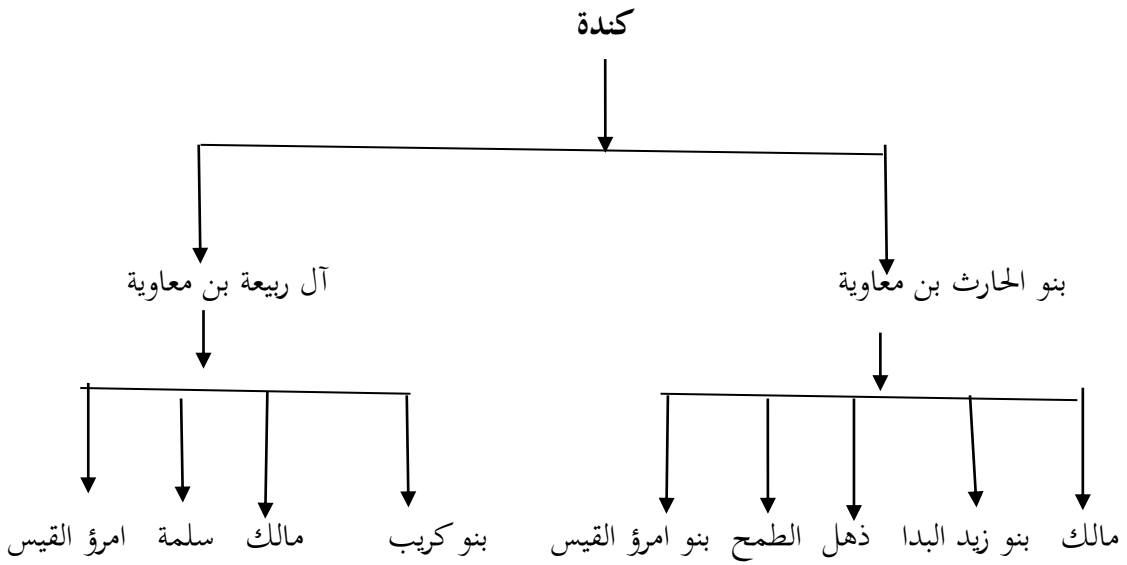 كندة
بنو الحارث بن معاوية آل ربيعة بن معاوية
مالك بنو زيد البدا ذهل الطمح بنو امرؤ القيس بنو كريب مالك سلمة امرؤ القيس